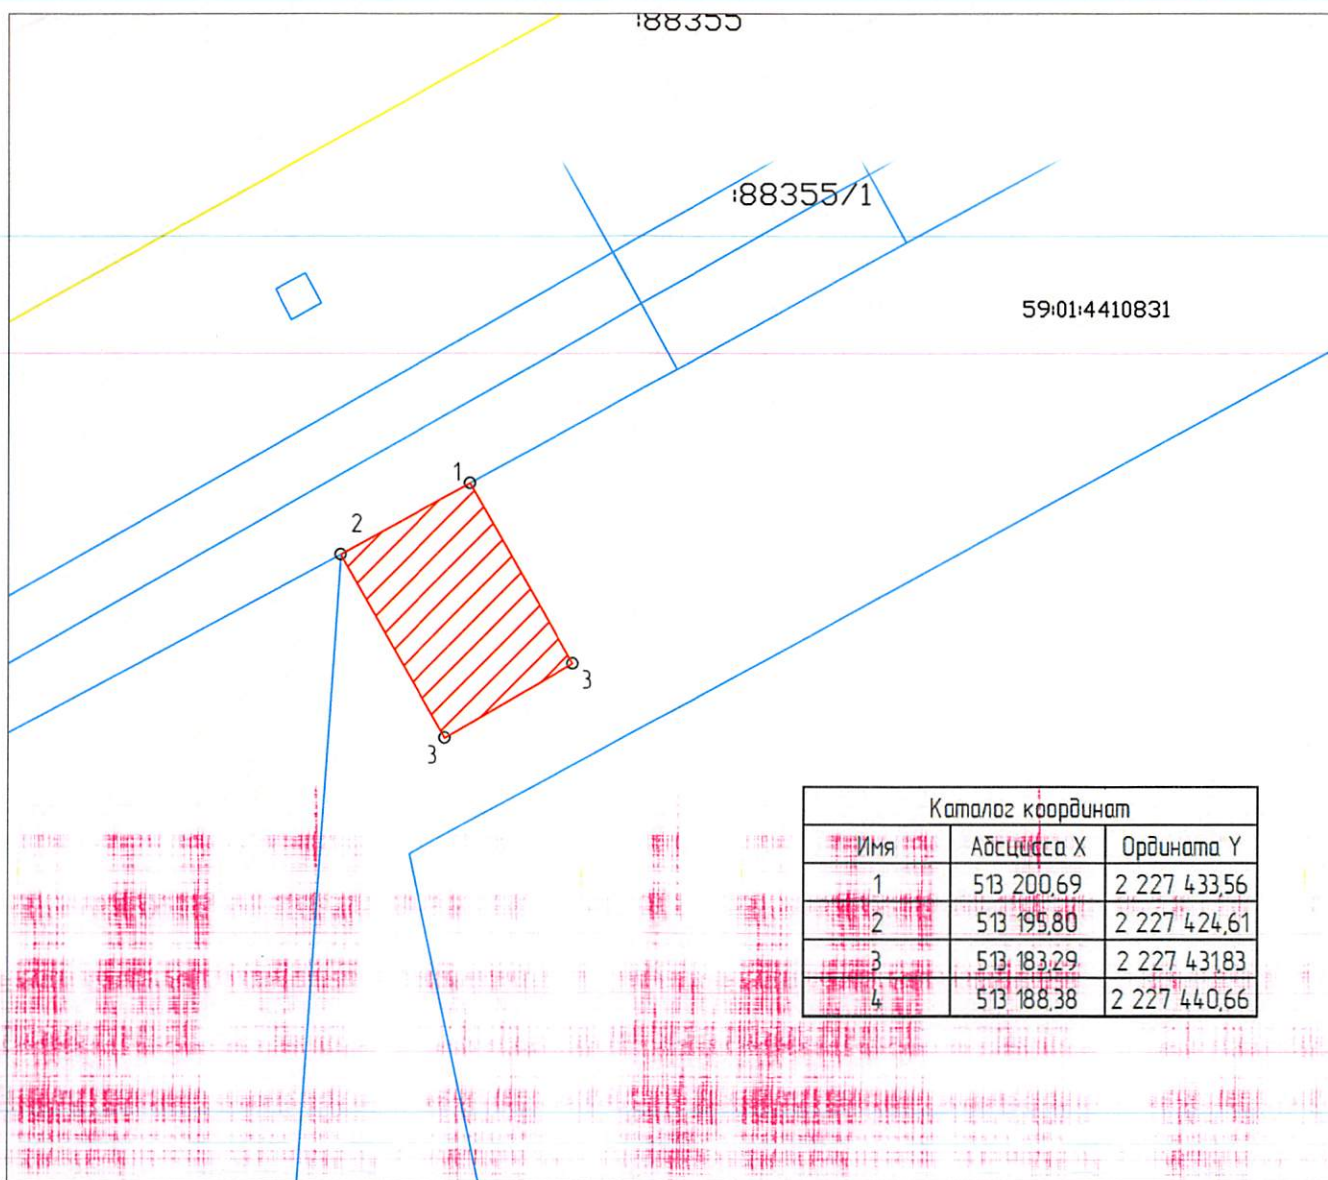 :88355
:88355/1
59:01:4410831
1
2
3
3
Каталог координат
Имя Абсцисса X Ордината Y
1 513 200,69 2 227 433,56
2 513 195,80 2 227 424,61
3 513 183,29 2 227 431,83
4 513 188,38 2 227 440,66